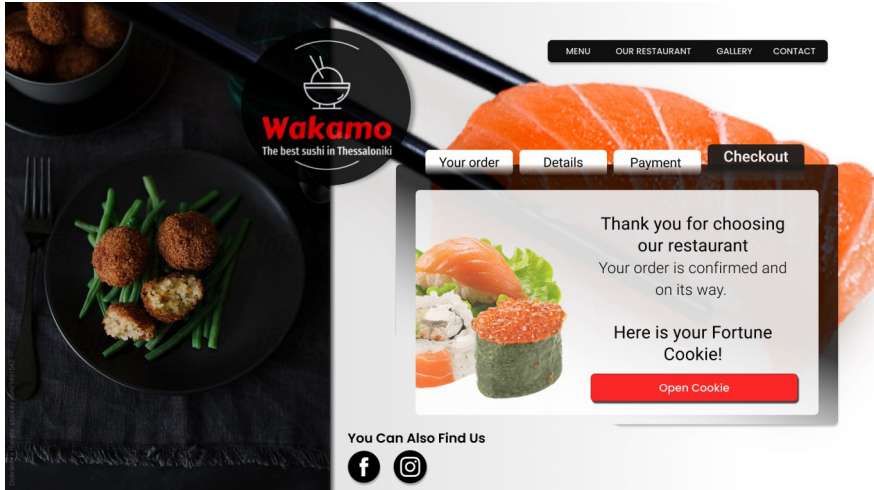 MENU OUR RESTAURANT GALLERY CONTACT
Wakamo
The best sushi in Thessaloniki
Your order Details Payment Checkout
Thank you for choosing
our restaurant
Your order is confirmed and
on its way.
Here is your Fortune
Cookie!
Open Cookie
You Can Also Find Us